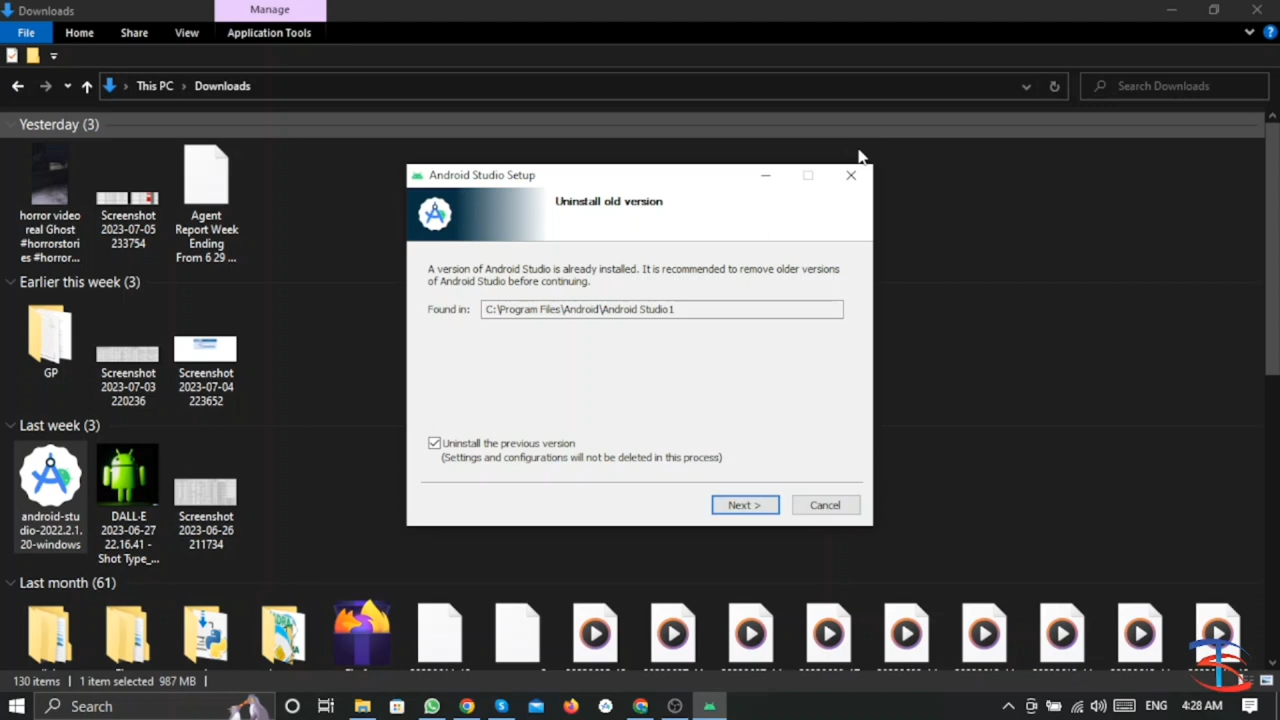 Downloads
Manage
File
Home
Share
View
Application Tools
This PC
Downloads
Search Downloads
Yesterday (3)
horror video
real Ghost
#horrorstori
es #horror...
Screenshot
2023-07-05
233754
Agent
Report Week
Ending
From 6 29 ...
Earlier this week (3)
GP
Screenshot
2023-07-03
220236
Screenshot
2023-07-04
223652
Last week (3)
android-stu
dio-2022.2.1.
20-windows
DALL·E
2023-06-27
22.16.41 -
Shot Type_...
Screenshot
2023-06-26
211734
Last month (61)
Android Studio Setup
Uninstall old version
A version of Android Studio is already installed. It is recommended to remove older versions
of Android Studio before continuing.
Found in:
C:\Program Files\Android\Android Studio1
Uninstall the previous version
(Settings and configurations will not be deleted in this process)
Next >
Cancel
130 items
1 item selected 987 MB
Search
ENG
4:28 AM